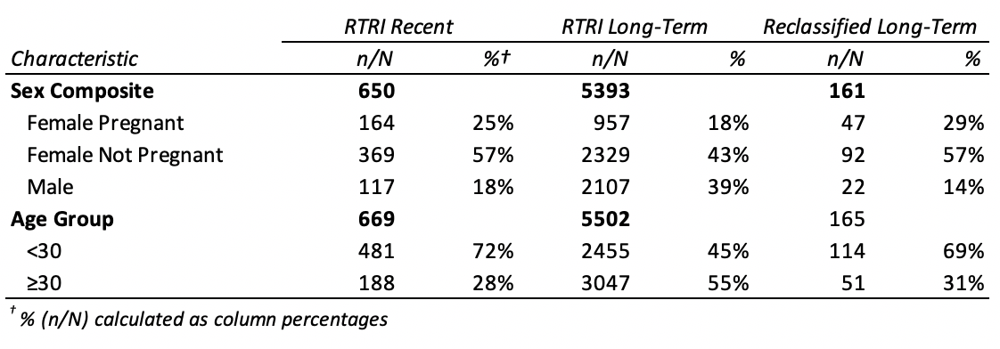 RTRI Recent RTRI Long-Term Reclassified Long-Term
Characteristic n/N %† n/N % n/N %
Sex Composite 650 5393 161
Female Pregnant 164 25% 957 18% 47 29%
Female Not Pregnant 369 57% 2329 43% 92 57%
Male 117 18% 2107 39% 22 14%
Age Group 669 5502 165
<30 481 72% 2455 45% 114 69%
≥30 188 28% 3047 55% 51 31%
† % (n/N) calculated as column percentages